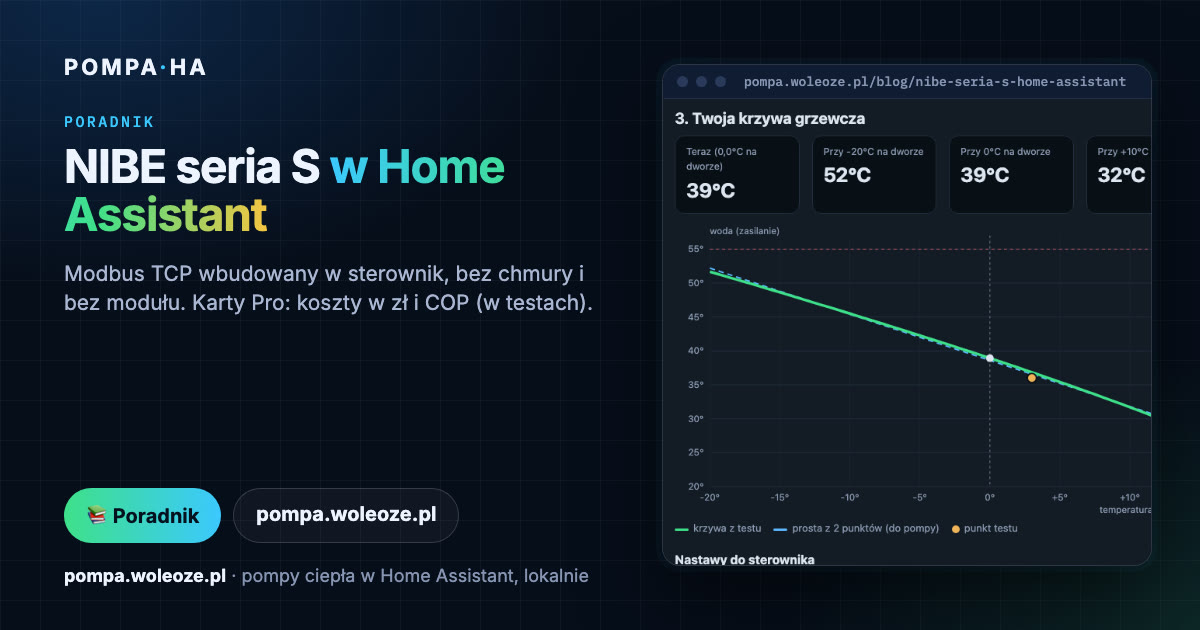 POMPA·HA
PORADNIK
NIBE seria S w Home
Assistant
Modbus TCP wbudowany w sterownik, bez chmury i
bez modułu. Karty Pro: koszty w zł i COP (w testach).
📚 Poradnik
pompa.woleoze.pl
pompa.woleoze.pl · pompy ciepła w Home Assistant, lokalnie
pompa.woleoze.pl/blog/nibe-seria-s-home-assistant
3. Twoja krzywa grzewcza
Teraz (0,0°C na
dworze)
39°C
Przy -20°C na dworze
52°C
Przy 0°C na dworze
39°C
Przy +10°C
32°C
woda (zasilanie)
55°
50°
45°
40°
35°
30°
25°
20°
-20°
-15°
-10°
-5°
0°
+5°
+10°
temperatura
krzywa z testu
prosta z 2 punktów (do pompy)
punkt testu
Nastawy do sterownika